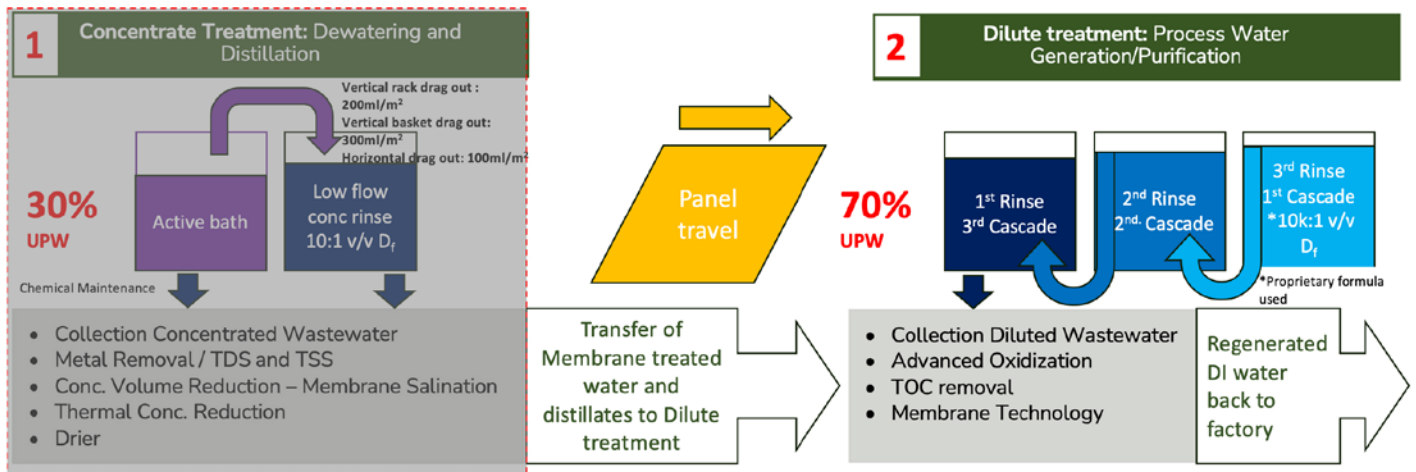 1
Concentrate Treatment: Dewatering and
Distillation
Vertical rack drag out :
200ml/m²
Vertical basket drag out:
300ml/m²
Horizontal drag out: 100ml/m²
30%
UPW
Active bath
Low flow
conc rinse
10:1 v/v Df
Chemical Maintenance
• Collection Concentrated Wastewater
• Metal Removal / TDS and TSS
• Conc. Volume Reduction – Membrane Salination
• Thermal Conc. Reduction
• Drier
Panel
travel
Transfer of
Membrane treated
water and
distillates to Dilute
treatment
2
Dilute treatment: Process Water
Generation/Purification
70%
UPW
1st Rinse
3rd Cascade
2nd Rinse
2nd. Cascade
3rd Rinse
1st Cascade
*10k:1 v/v
Df
*Proprietary formula
used
• Collection Diluted Wastewater
• Advanced Oxidization
• TOC removal
• Membrane Technology
Regenerated
DI water
back to
factory